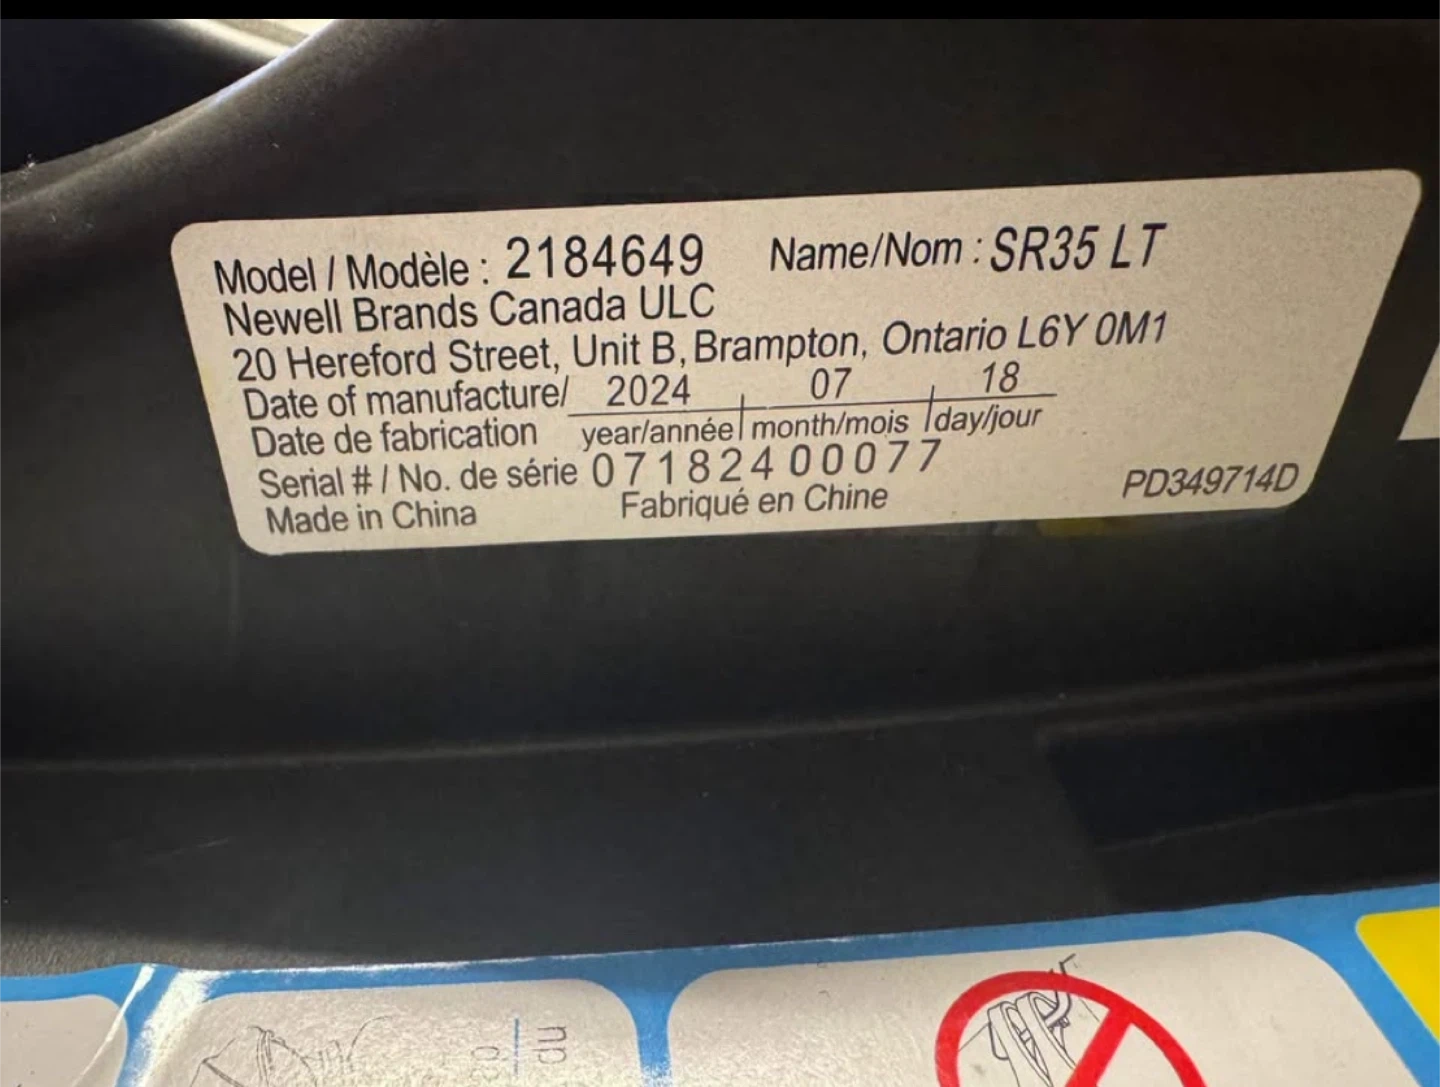 Model / Modèle : 2184649 Name/Nom : SR35 LT
Newell Brands Canada ULC
20 Hereford Street, Unit B, Brampton, Ontario L6Y 0M1
Date of manufacture/ 2024 07 18
Date de fabrication year/année month/mois day/jour
Serial # / No. de série 07182400077
Made in China Fabriqué en Chine PD349714D